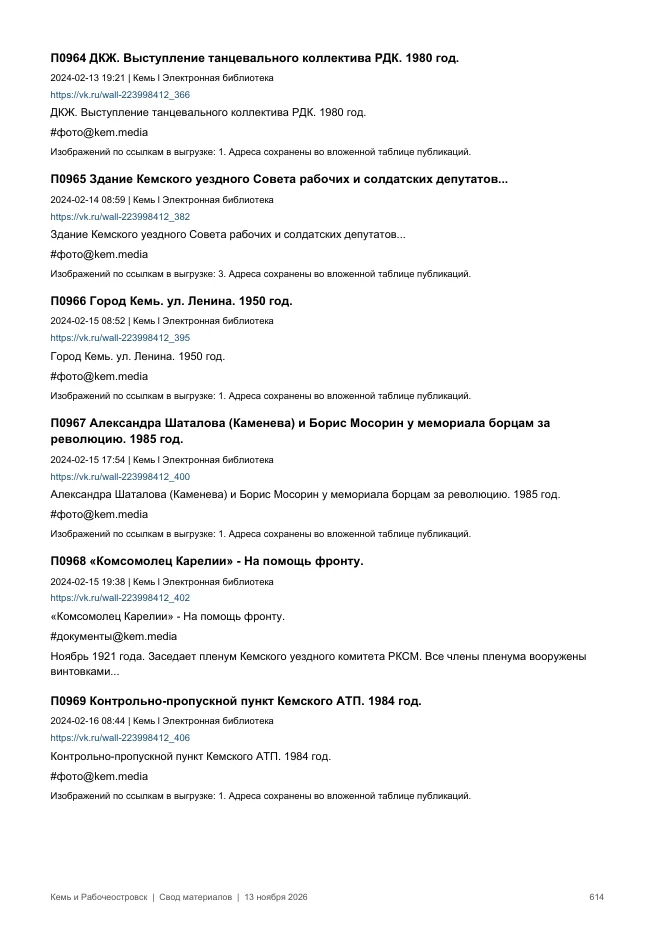 П0964 ДКЖ. Выступление танцевального коллектива РДК. 1980 год.
2024-02-13 19:21 | Кемь I Электронная библиотека
https://vk.ru/wall-223998412_366
ДКЖ. Выступление танцевального коллектива РДК. 1980 год.
#фото@kem.media
Изображений по ссылкам в выгрузке: 1. Адреса сохранены во вложенной таблице публикаций.
П0965 Здание Кемского уездного Совета рабочих и солдатских депутатов...
2024-02-14 08:59 | Кемь I Электронная библиотека
https://vk.ru/wall-223998412_382
Здание Кемского уездного Совета рабочих и солдатских депутатов...
#фото@kem.media
Изображений по ссылкам в выгрузке: 3. Адреса сохранены во вложенной таблице публикаций.
П0966 Город Кемь. ул. Ленина. 1950 год.
2024-02-15 08:52 | Кемь I Электронная библиотека
https://vk.ru/wall-223998412_395
Город Кемь. ул. Ленина. 1950 год.
#фото@kem.media
Изображений по ссылкам в выгрузке: 1. Адреса сохранены во вложенной таблице публикаций.
П0967 Александра Шаталова (Каменева) и Борис Мосорин у мемориала борцам за
революцию. 1985 год.
2024-02-15 17:54 | Кемь I Электронная библиотека
https://vk.ru/wall-223998412_400
Александра Шаталова (Каменева) и Борис Мосорин у мемориала борцам за революцию. 1985 год.
#фото@kem.media
Изображений по ссылкам в выгрузке: 1. Адреса сохранены во вложенной таблице публикаций.
П0968 «Комсомолец Карелии» - На помощь фронту.
2024-02-15 19:38 | Кемь I Электронная библиотека
https://vk.ru/wall-223998412_402
«Комсомолец Карелии» - На помощь фронту.
#документы@kem.media
Ноябрь 1921 года. Заседает пленум Кемского уездного комитета РКСМ. Все члены пленума вооружены
винтовками...
П0969 Контрольно-пропускной пункт Кемского АТП. 1984 год.
2024-02-16 08:44 | Кемь I Электронная библиотека
https://vk.ru/wall-223998412_406
Контрольно-пропускной пункт Кемского АТП. 1984 год.
#фото@kem.media
Изображений по ссылкам в выгрузке: 1. Адреса сохранены во вложенной таблице публикаций.
Кемь и Рабочеостровск | Свод материалов | 13 ноября 2026
614